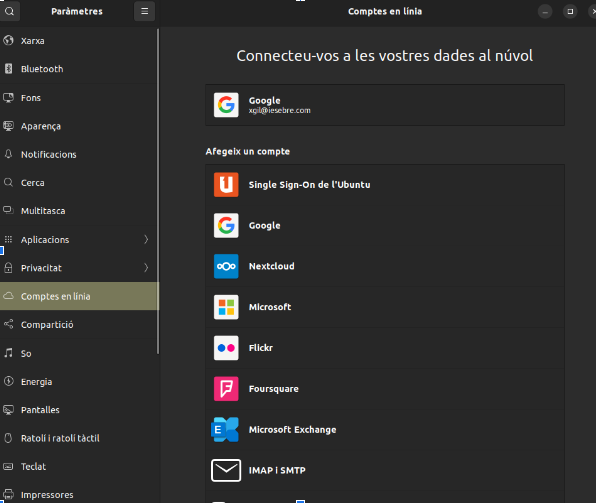 Paràmetres
Comptes en línia
Xarxa
Bluetooth
Fons
Aparença
Notificacions
Cerca
Multitasca
Aplicacions
Privacitat
Comptes en línia
Compartició
So
Energia
Pantalles
Ratolí i ratolí tàctil
Teclat
Impressores
Connecteu-vos a les vostres dades al núvol
Google
xgil@iesebre.com
Afegeix un compte
Single Sign-On de l'Ubuntu
Google
Nextcloud
Microsoft
Flickr
Foursquare
Microsoft Exchange
IMAP i SMTP